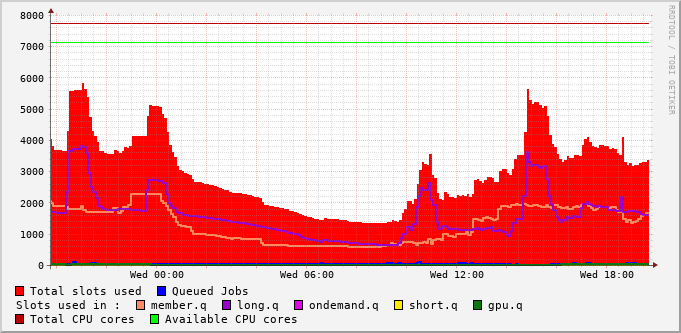 8000
7000
6000
5000
4000
3000
2000
1000
0
Wed 00:00 Wed 06:00 Wed 12:00 Wed 18:00
RRDTOOL / TOBI OETIKER
Total slots used Queued Jobs
Slots used in : member.q long.q ondemand.q short.q gpu.q
Total CPU cores Available CPU cores